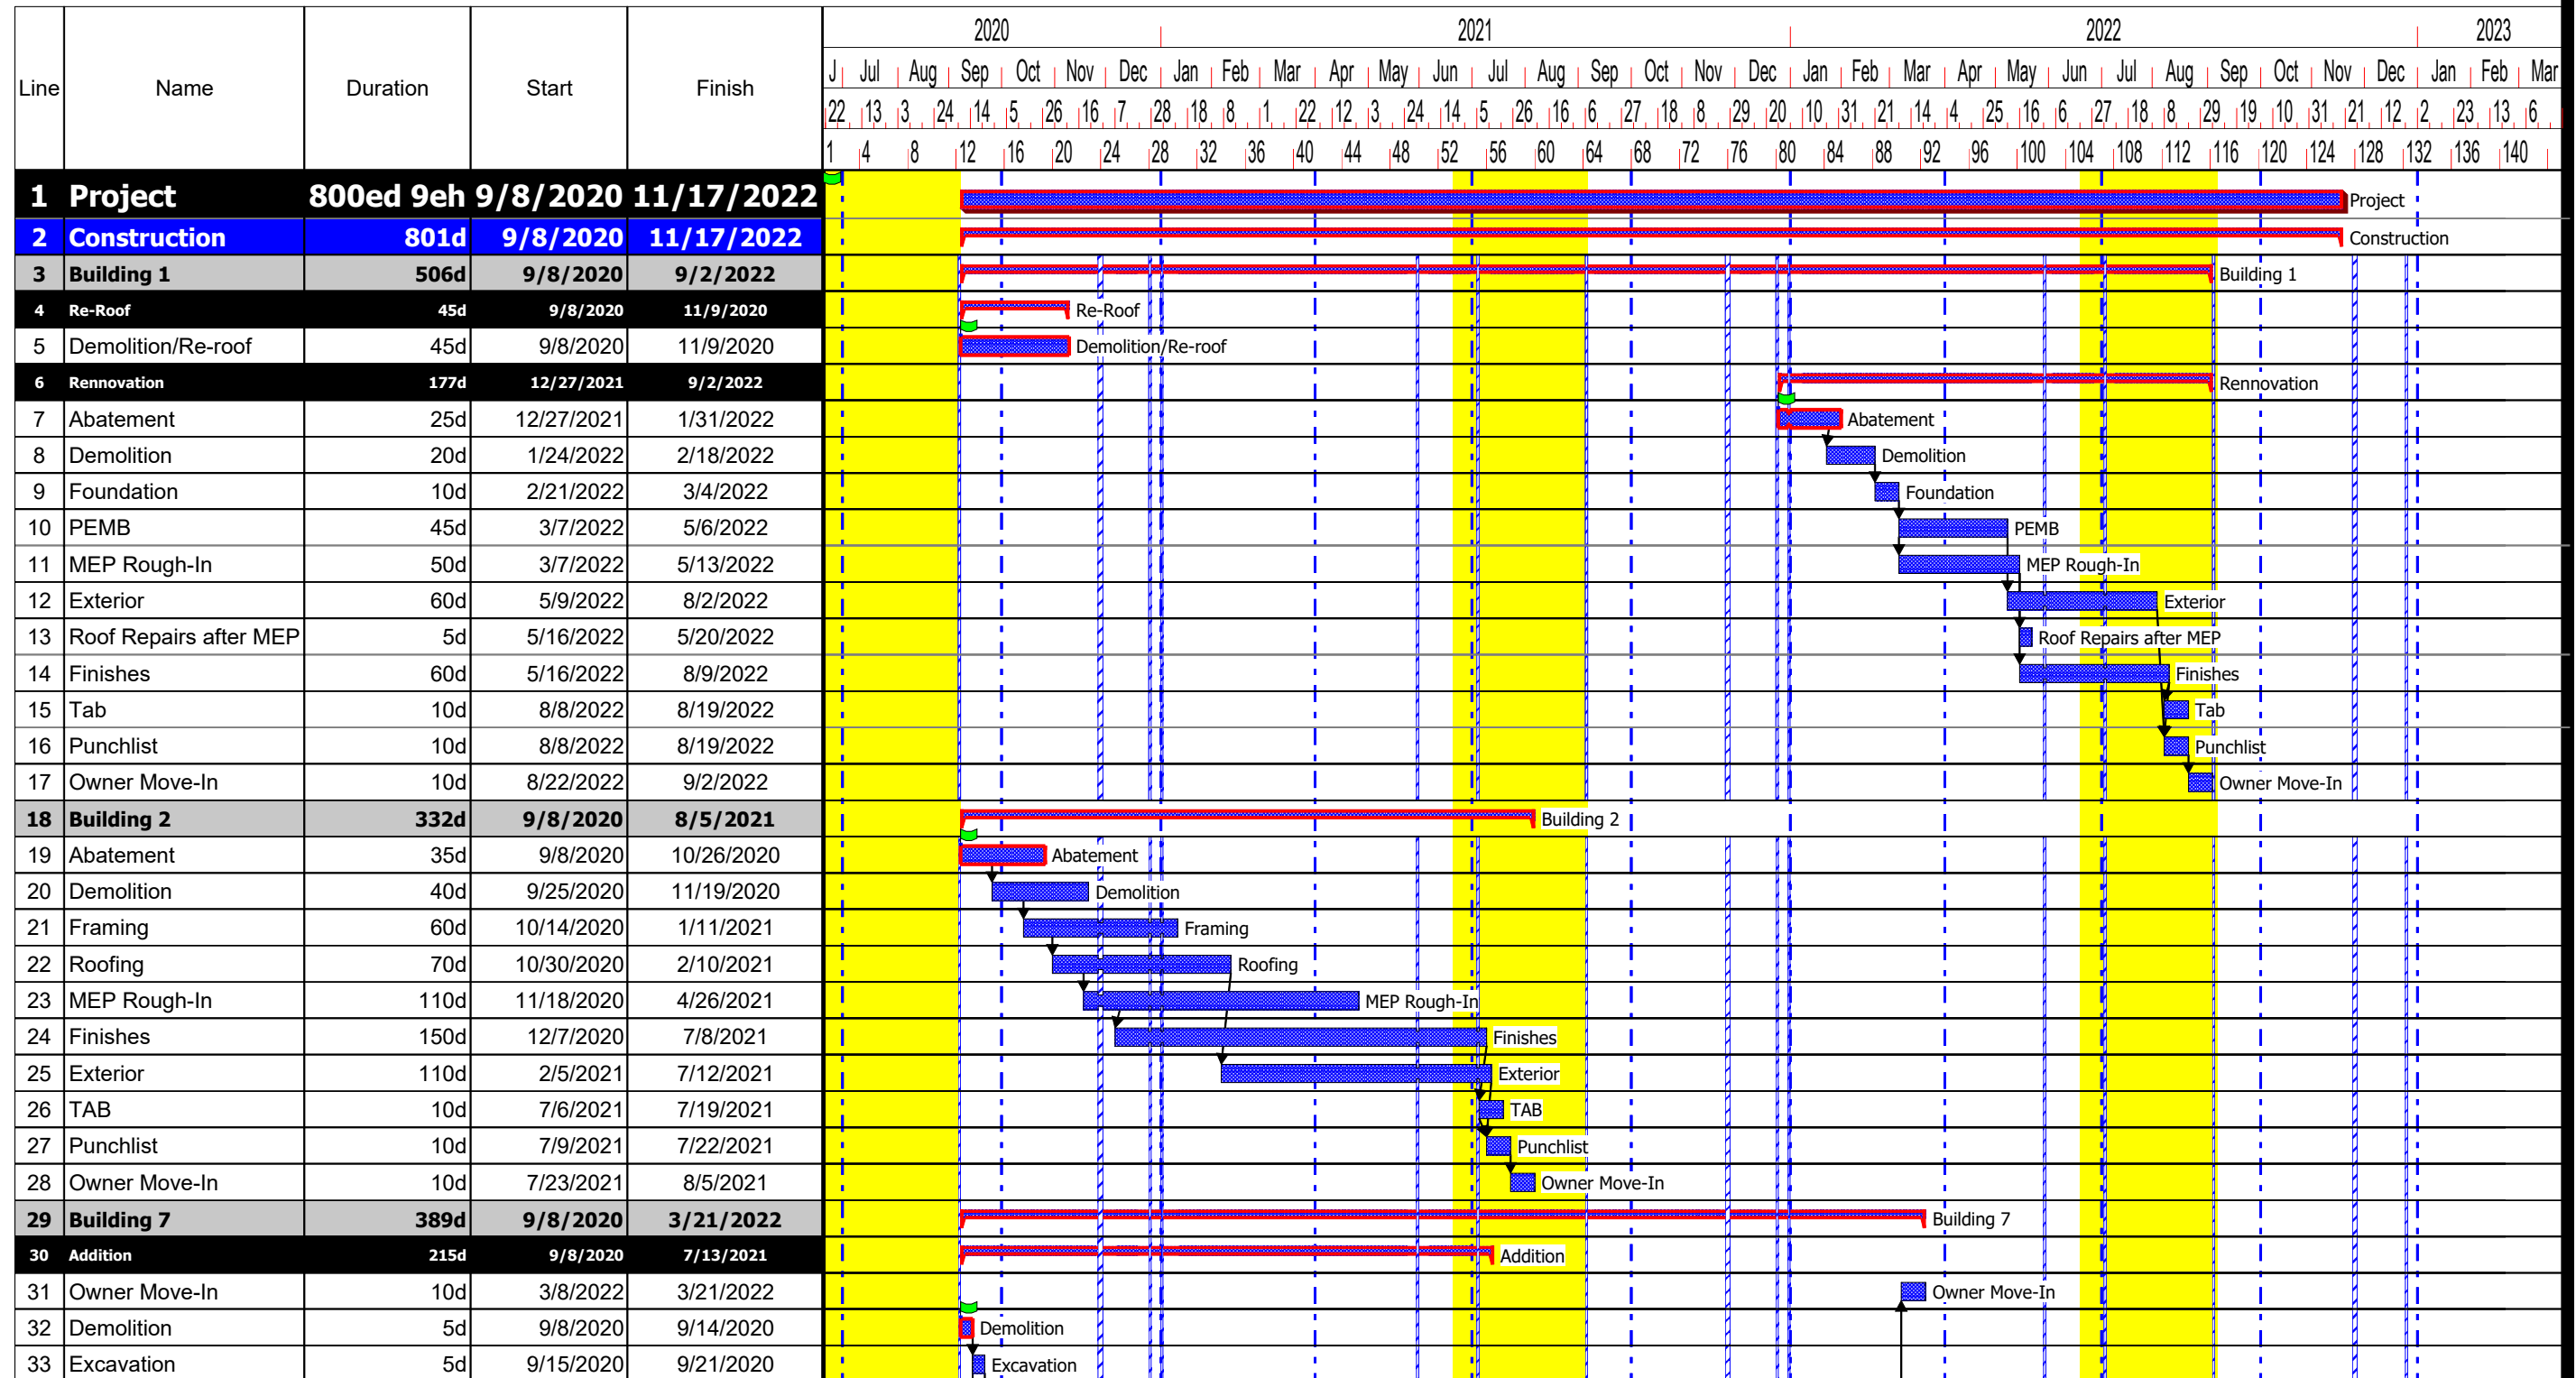 2020 2021 2022 2023
Line Name Duration Start Finish
J Jul Aug Sep Oct Nov Dec Jan Feb Mar Apr May Jun Jul Aug Sep Oct Nov Dec Jan Feb Mar Apr May Jun Jul Aug Sep Oct Nov Dec Jan Feb Mar
22 13 3 24 14 5 26 16 7 28 18 8 1 22 12 3 24 14 5 26 16 6 27 18 8 29 20 10 31 21 14 4 25 16 6 27 18 8 29 19 10 31 21 12 2 23 13 6
1 4 8 12 16 20 24 28 32 36 40 44 48 52 56 60 64 68 72 76 80 84 88 92 96 100 104 108 112 116 120 124 128 132 136 140
1 Project 800ed 9eh 9/8/2020 11/17/2022 Project
2 Construction 801d 9/8/2020 11/17/2022 Construction
3 Building 1 506d 9/8/2020 9/2/2022 Building 1
4 Re-Roof 45d 9/8/2020 11/9/2020 Re-Roof
5 Demolition/Re-roof 45d 9/8/2020 11/9/2020 Demolition/Re-roof
6 Rennovation 177d 12/27/2021 9/2/2022 Rennovation
7 Abatement 25d 12/27/2021 1/31/2022 Abatement
8 Demolition 20d 1/24/2022 2/18/2022 Demolition
9 Foundation 10d 2/21/2022 3/4/2022 Foundation
10 PEMB 45d 3/7/2022 5/6/2022 PEMB
11 MEP Rough-In 50d 3/7/2022 5/13/2022 MEP Rough-In
12 Exterior 60d 5/9/2022 8/2/2022 Exterior
13 Roof Repairs after MEP 5d 5/16/2022 5/20/2022 Roof Repairs after MEP
14 Finishes 60d 5/16/2022 8/9/2022 Finishes
15 Tab 10d 8/8/2022 8/19/2022 Tab
16 Punchlist 10d 8/8/2022 8/19/2022 Punchlist
17 Owner Move-In 10d 8/22/2022 9/2/2022 Owner Move-In
18 Building 2 332d 9/8/2020 8/5/2021 Building 2
19 Abatement 35d 9/8/2020 10/26/2020 Abatement
20 Demolition 40d 9/25/2020 11/19/2020 Demolition
21 Framing 60d 10/14/2020 1/11/2021 Framing
22 Roofing 70d 10/30/2020 2/10/2021 Roofing
23 MEP Rough-In 110d 11/18/2020 4/26/2021 MEP Rough-In
24 Finishes 150d 12/7/2020 7/8/2021 Finishes
25 Exterior 110d 2/5/2021 7/12/2021 Exterior
26 TAB 10d 7/6/2021 7/19/2021 TAB
27 Punchlist 10d 7/9/2021 7/22/2021 Punchlist
28 Owner Move-In 10d 7/23/2021 8/5/2021 Owner Move-In
29 Building 7 389d 9/8/2020 3/21/2022 Building 7
30 Addition 215d 9/8/2020 7/13/2021 Addition
31 Owner Move-In 10d 3/8/2022 3/21/2022 Owner Move-In
32 Demolition 5d 9/8/2020 9/14/2020 Demolition
33 Excavation 5d 9/15/2020 9/21/2020 Excavation